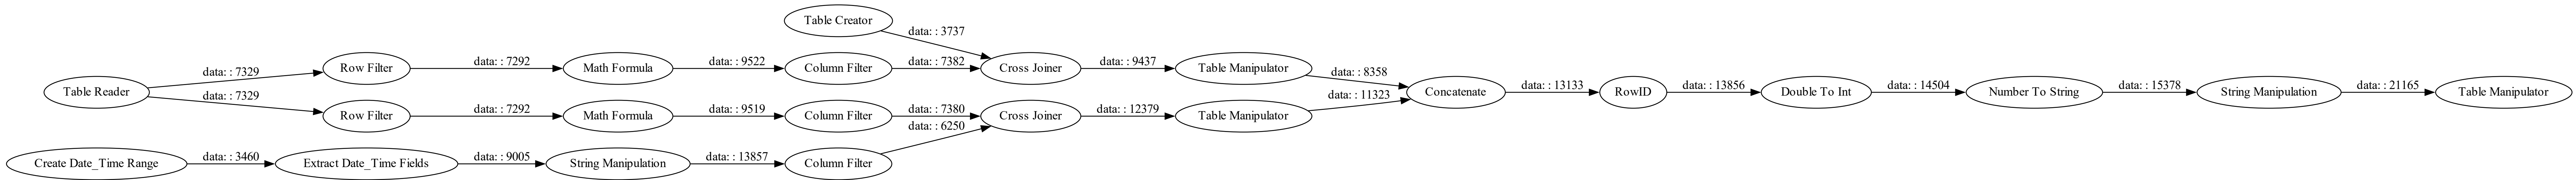 Table Creator
data: : 3737
Table Reader
data: : 7329
Row Filter
data: : 7292
Math Formula
data: : 9522
Column Filter
data: : 7382
Cross Joiner
data: : 9437
Table Manipulator
data: : 8358
data: : 7329
Row Filter
data: : 7292
Math Formula
data: : 9519
Column Filter
data: : 7380
Cross Joiner
data: : 12379
Table Manipulator
data: : 11323
Concatenate
data: : 13133
RowID
data: : 13856
Double To Int
data: : 14504
Number To String
data: : 15378
String Manipulation
data: : 21165
Table Manipulator
Create Date_Time Range
data: : 3460
Extract Date_Time Fields
data: : 9005
String Manipulation
data: : 13857
Column Filter
data: : 6250